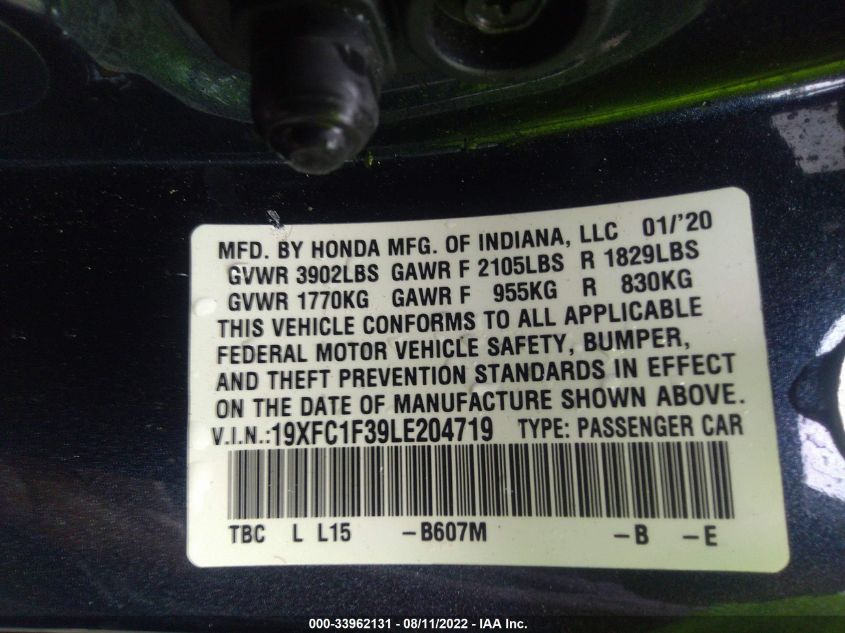 MFD. BY HONDA MFG. OF INDIANA, LLC 01/'20
GVWR 3902LBS GAWR F 2105LBS R 1829LBS
GVWR 1770KG GAWR F 955KG R 830KG
THIS VEHICLE CONFORMS TO ALL APPLICABLE
FEDERAL MOTOR VEHICLE SAFETY, BUMPER,
AND THEFT PREVENTION STANDARDS IN EFFECT
ON THE DATE OF MANUFACTURE SHOWN ABOVE.
V.I.N.:19XFC1F39LE204719 TYPE: PASSENGER CAR
TBC L L15 -B607M -B -E
000-33962131 - 08/11/2022 - IAA Inc.